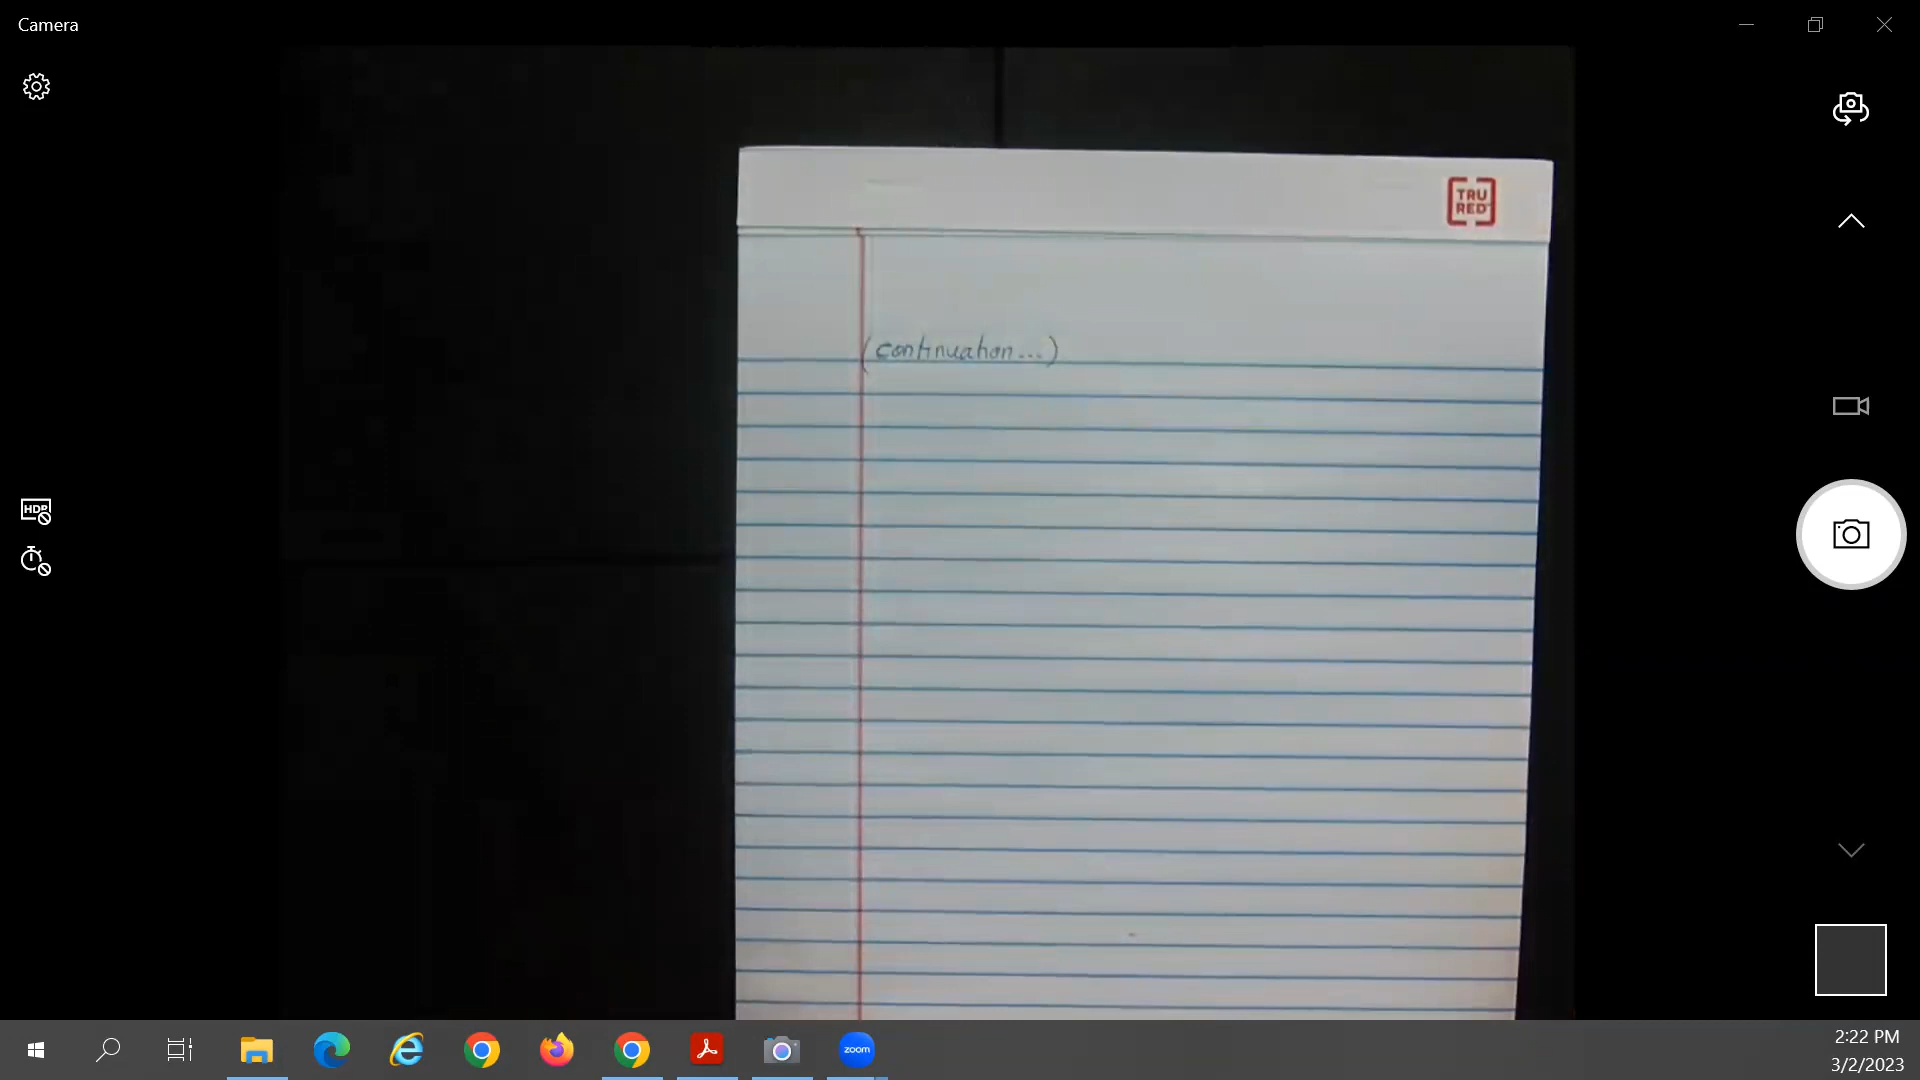 Camera
TRU
RED
(continuation...)
HDR
zoom
2:22 PM
3/2/2023